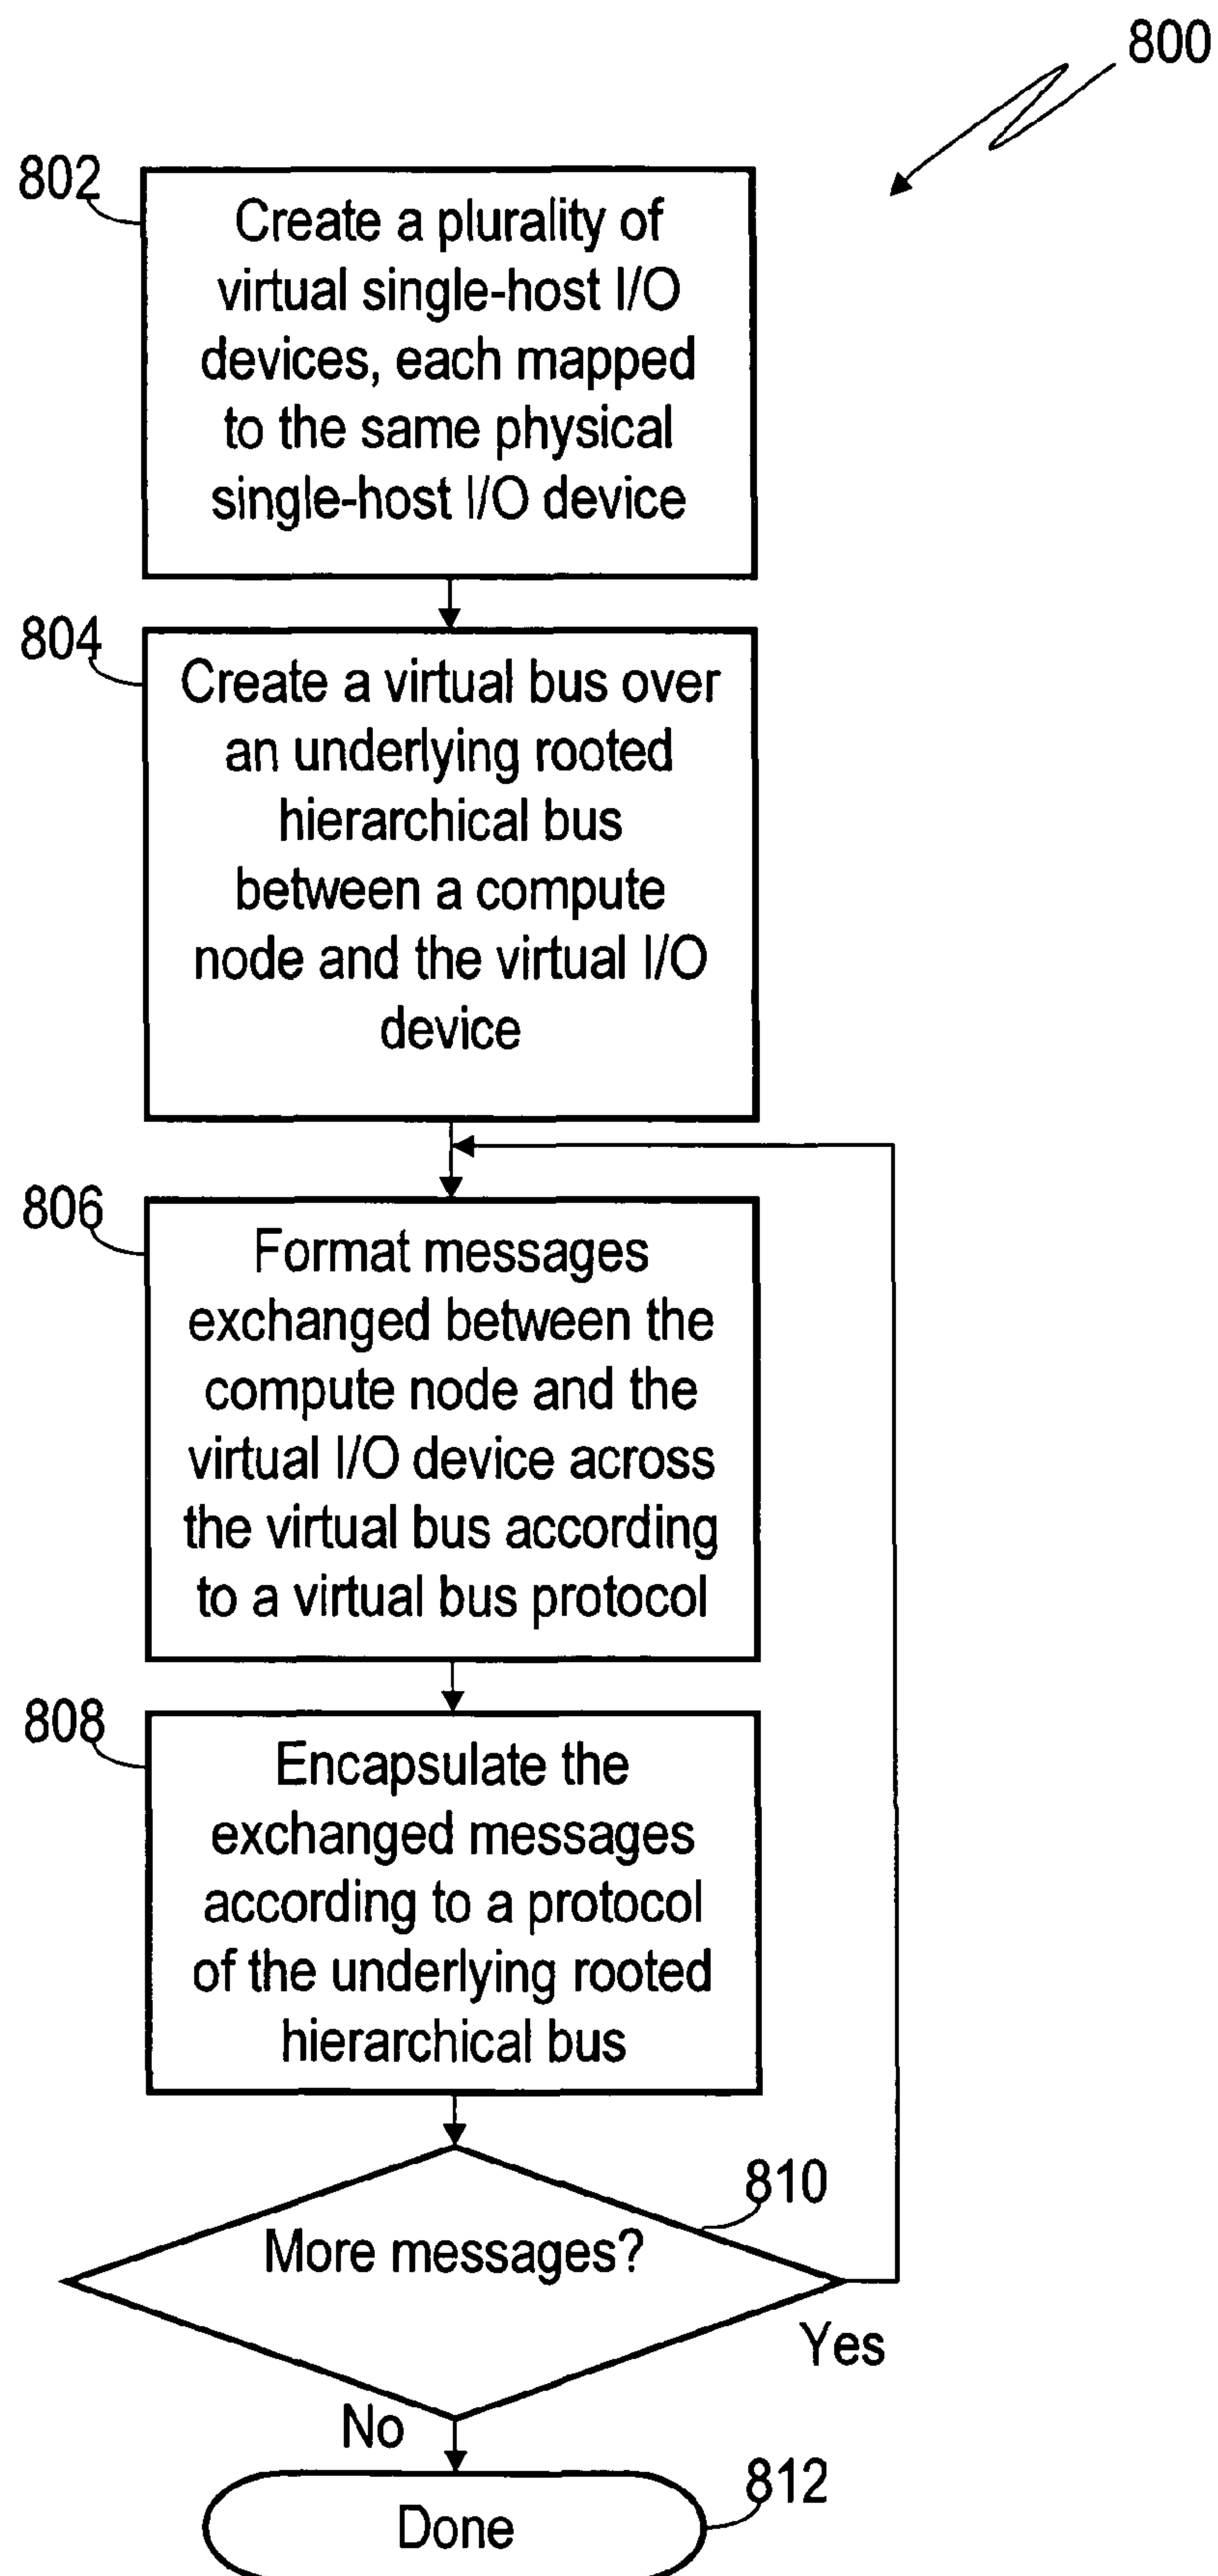 800
802
Create a plurality of
virtual single-host I/O
devices, each mapped
to the same physical
single-host I/O device
804
Create a virtual bus over
an underlying rooted
hierarchical bus
between a compute
node and the virtual I/O
device
806
Format messages
exchanged between the
compute node and the
virtual I/O device across
the virtual bus according
to a virtual bus protocol
808
Encapsulate the
exchanged messages
according to a protocol
of the underlying rooted
hierarchical bus
810
More messages?
Yes
No
812
Done